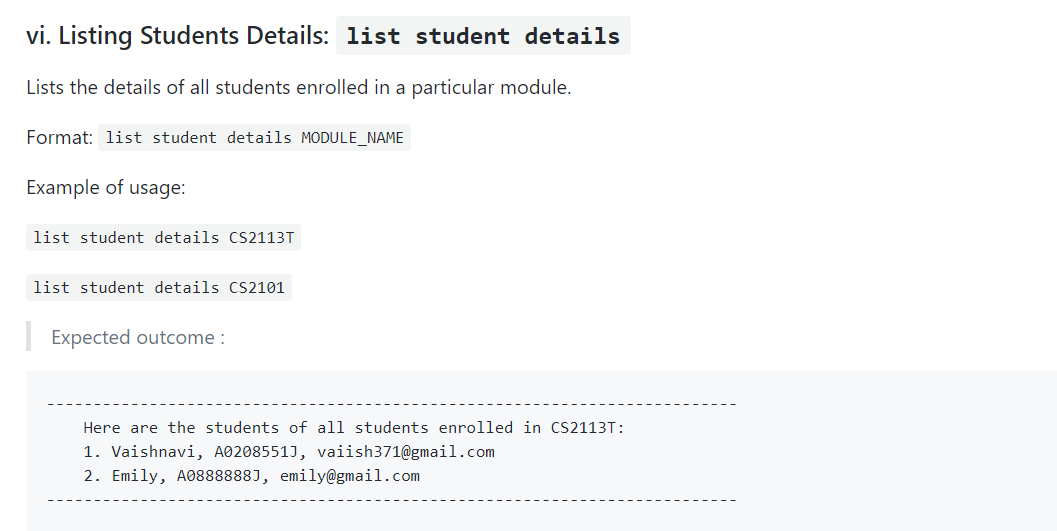 vi. Listing Students Details: list student details
Lists the details of all students enrolled in a particular module.
Format: list student details MODULE_NAME
Example of usage:
list student details CS2113T
list student details CS2101
Expected outcome :
--------------------------------------------------------------------------
Here are the students of all students enrolled in CS2113T:
1. Vaishnavi, A0208551J, vaiish371@gmail.com
2. Emily, A0888888J, emily@gmail.com
--------------------------------------------------------------------------